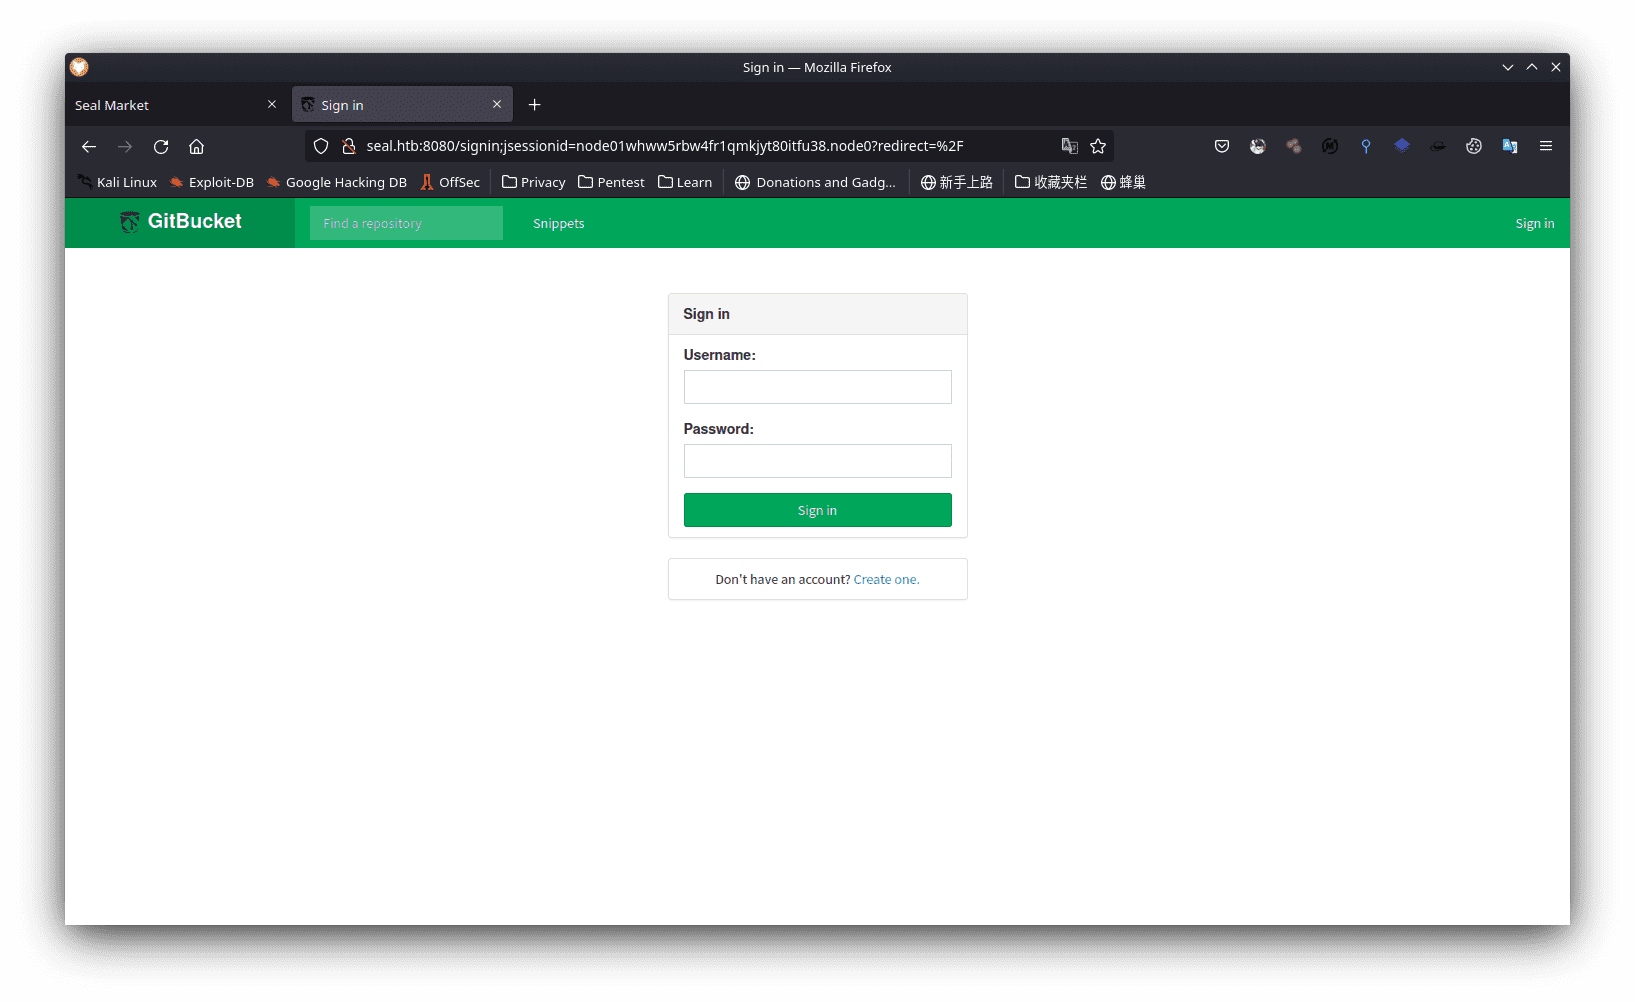 Sign in — Mozilla Firefox
Seal Market
Sign in
seal.htb:8080/signin;jsessionid=node01whww5rbw4fr1qmkjyt80itfu38.node0?redirect=%2F
Kali Linux Exploit-DB Google Hacking DB OffSec Privacy Pentest Learn Donations and Gadg... 新手上路 收藏夹栏 蜂巢
GitBucket Find a repository Snippets Sign in
Sign in
Username:
Password:
Sign in
Don't have an account? Create one.